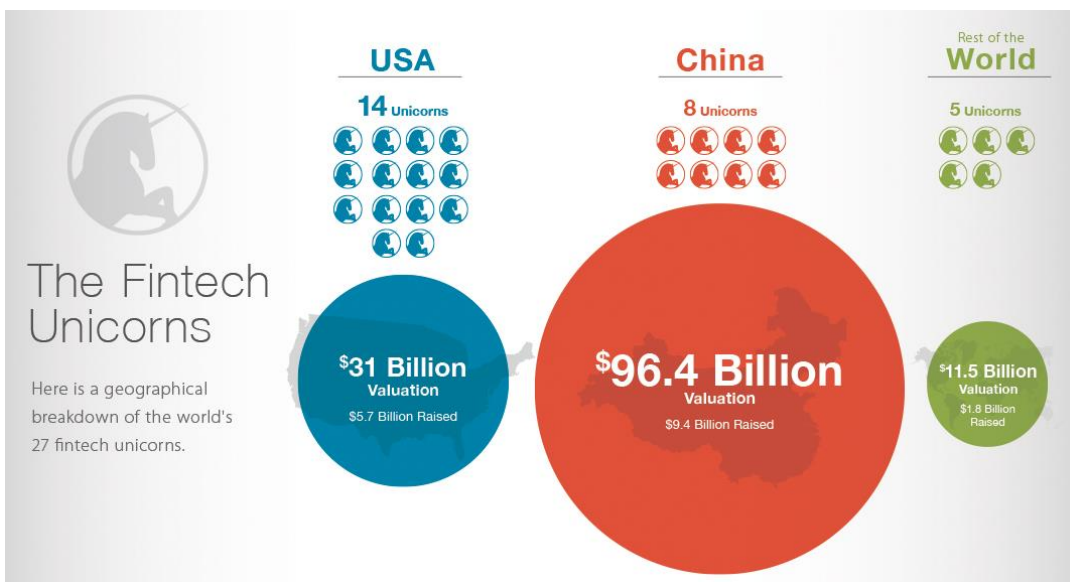 The Fintech
Unicorns
Here is a geographical
breakdown of the world's
27 fintech unicorns.
USA
14 Unicorns
$31 Billion
Valuation
$5.7 Billion Raised
China
8 Unicorns
$96.4 Billion
Valuation
$9.4 Billion Raised
Rest of the
World
5 Unicorns
$11.5 Billion
Valuation
$1.8 Billion
Raised